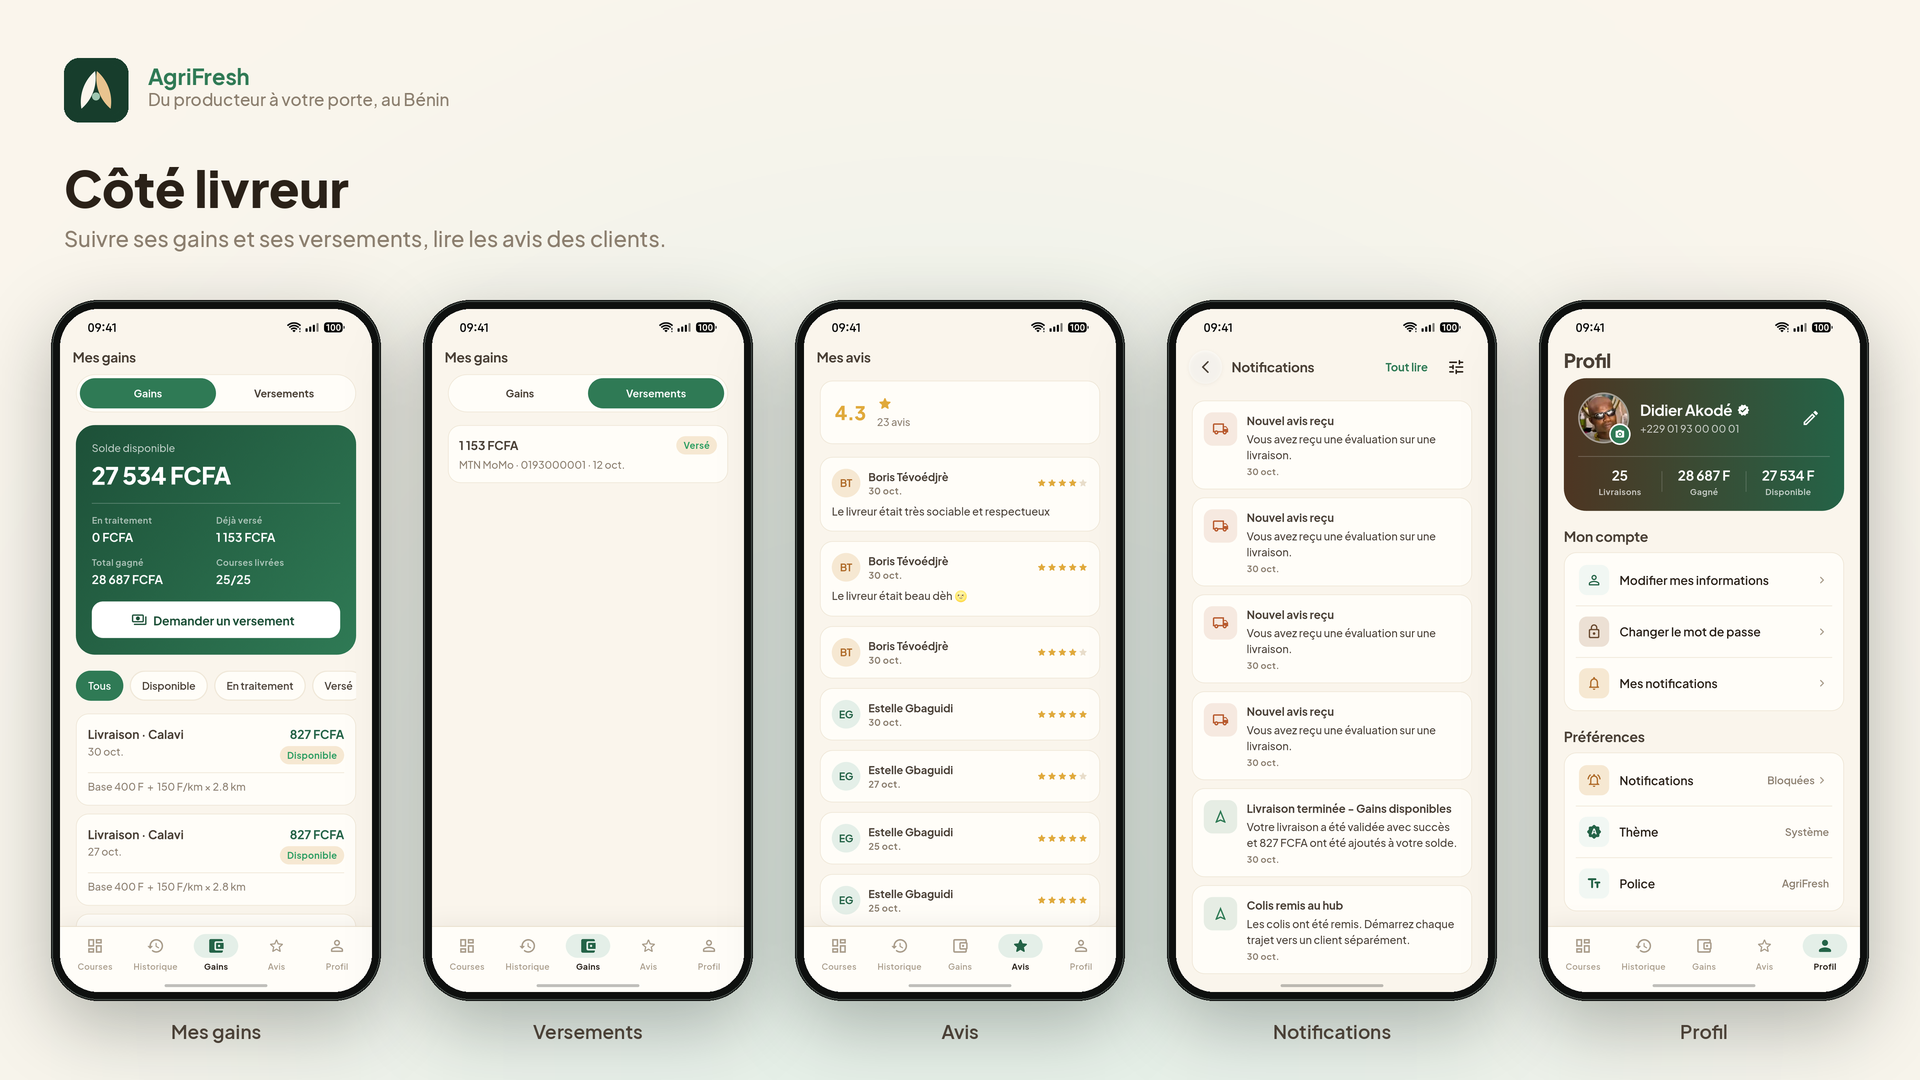 AgriFresh
Du producteur à votre porte, au Bénin
Côté livreur
Suivre ses gains et ses versements, lire les avis des clients.
09:41
100
Mes gains
Gains
Versements
Solde disponible
27 534 FCFA
En traitement
Déjà versé
0 FCFA
1 153 FCFA
Total gagné
Courses livrées
28 687 FCFA
25/25
Demander un versement
Tous
Disponible
En traitement
Versé
Livraison · Calavi
827 FCFA
30 oct.
Disponible
Base 400 F + 150 F/km × 2.8 km
Livraison · Calavi
827 FCFA
27 oct.
Disponible
Base 400 F + 150 F/km × 2.8 km
Courses
Historique
Gains
Avis
Profil
Mes gains
09:41
100
Mes gains
Gains
Versements
1 153 FCFA
Versé
MTN MoMo · 0193000001 · 12 oct.
Courses
Historique
Gains
Avis
Profil
Versements
09:41
100
Mes avis
4.3
23 avis
BT
Boris Tévoédjrè
30 oct.
Le livreur était très sociable et respectueux
BT
Boris Tévoédjrè
30 oct.
Le livreur était beau dèh 🌝
BT
Boris Tévoédjrè
30 oct.
EG
Estelle Gbaguidi
30 oct.
EG
Estelle Gbaguidi
27 oct.
EG
Estelle Gbaguidi
25 oct.
EG
Estelle Gbaguidi
25 oct.
Courses
Historique
Gains
Avis
Profil
Avis
09:41
100
Notifications
Tout lire
Nouvel avis reçu
Vous avez reçu une évaluation sur une
livraison.
30 oct.
Nouvel avis reçu
Vous avez reçu une évaluation sur une
livraison.
30 oct.
Nouvel avis reçu
Vous avez reçu une évaluation sur une
livraison.
30 oct.
Nouvel avis reçu
Vous avez reçu une évaluation sur une
livraison.
30 oct.
Livraison terminée – Gains disponibles
Votre livraison a été validée avec succès
et 827 FCFA ont été ajoutés à votre solde.
30 oct.
Colis remis au hub
Les colis ont été remis. Démarrez chaque
trajet vers un client séparément.
30 oct.
Notifications
09:41
100
Profil
Didier Akodé
+229 01 93 00 00 01
25
28 687 F
27 534 F
Livraisons
Gagné
Disponible
Mon compte
Modifier mes informations
Changer le mot de passe
Mes notifications
Préférences
Notifications
Bloquées
Thème
Système
Police
AgriFresh
Courses
Historique
Gains
Avis
Profil
Profil